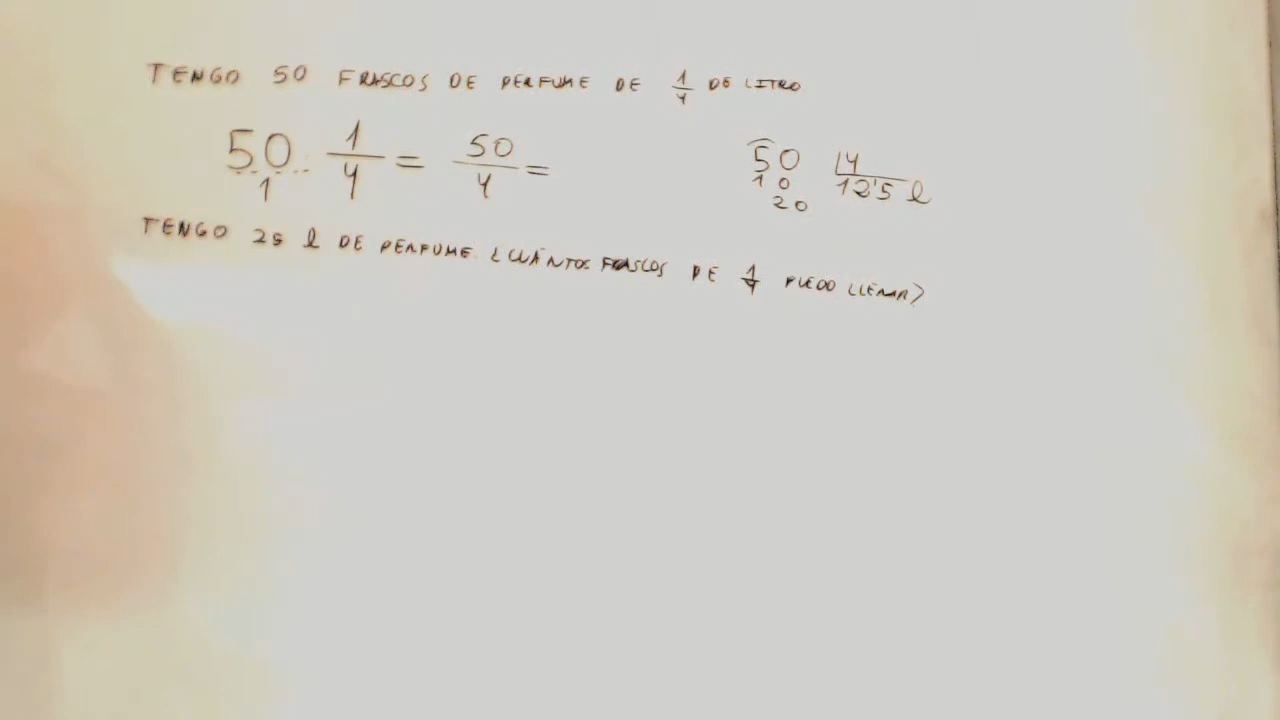 TENGO 50 FRASCOS DE PERFUME DE 1/4 DE LITRO
50/1 · 1/4 = 50/4 =
50 4
10 12'5 l
20
TENGO 25 l DE PERFUME ¿CUÁNTOS FRASCOS DE 1/4 PUEDO LLENAR?